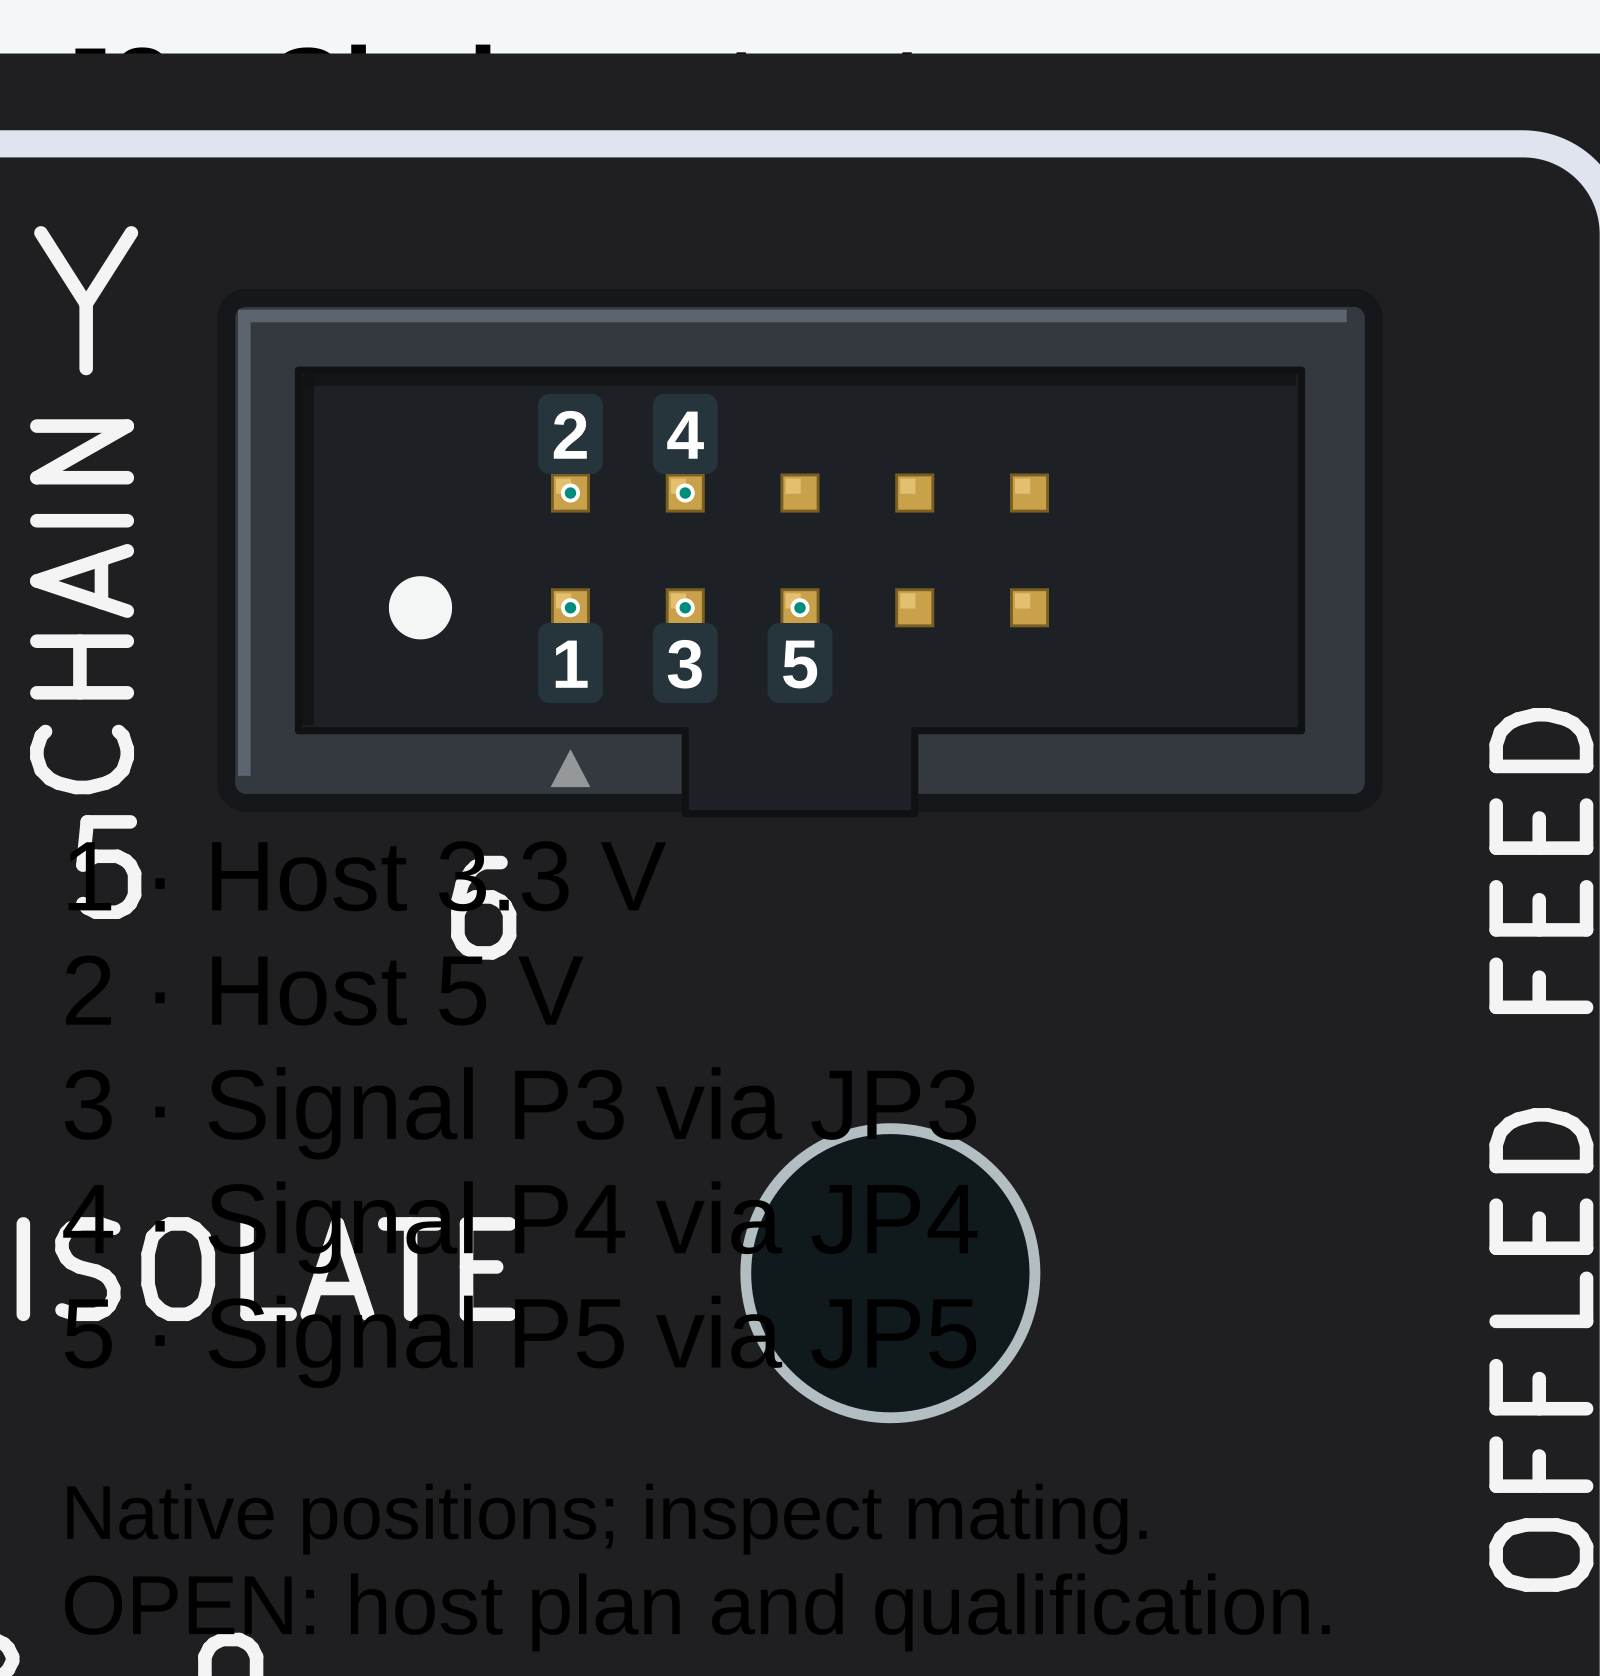 Y CHAIN
2 4
1 3 5
5
6
1 · Host 3.3 V
2 · Host 5 V
3 · Signal P3 via JP3
4 · Signal P4 via JP4
ISOLATE
5 · Signal P5 via JP5
OFFLED FEED
Native positions; inspect mating.
OPEN: host plan and qualification.